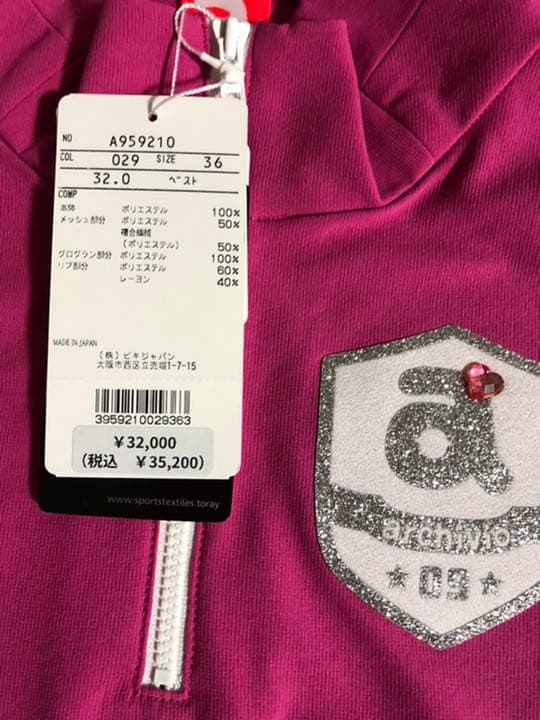 NO A959210
COL 029 SIZE 36
32.0 ベスト
COMP
本体 ポリエステル 100%
メッシュ部分 ポリエステル 50%
複合繊維
(ポリエステル) 50%
グログラン部分 ポリエステル 100%
リブ部分 ポリエステル 60%
レーヨン 40%
MADE IN JAPAN
(株)ビキジャパン
大阪市西区立売堀1-7-15
3959210029363
¥32,000
(税込 ¥35,200)
www.sportstextiles.toray
a
archivio
★09★